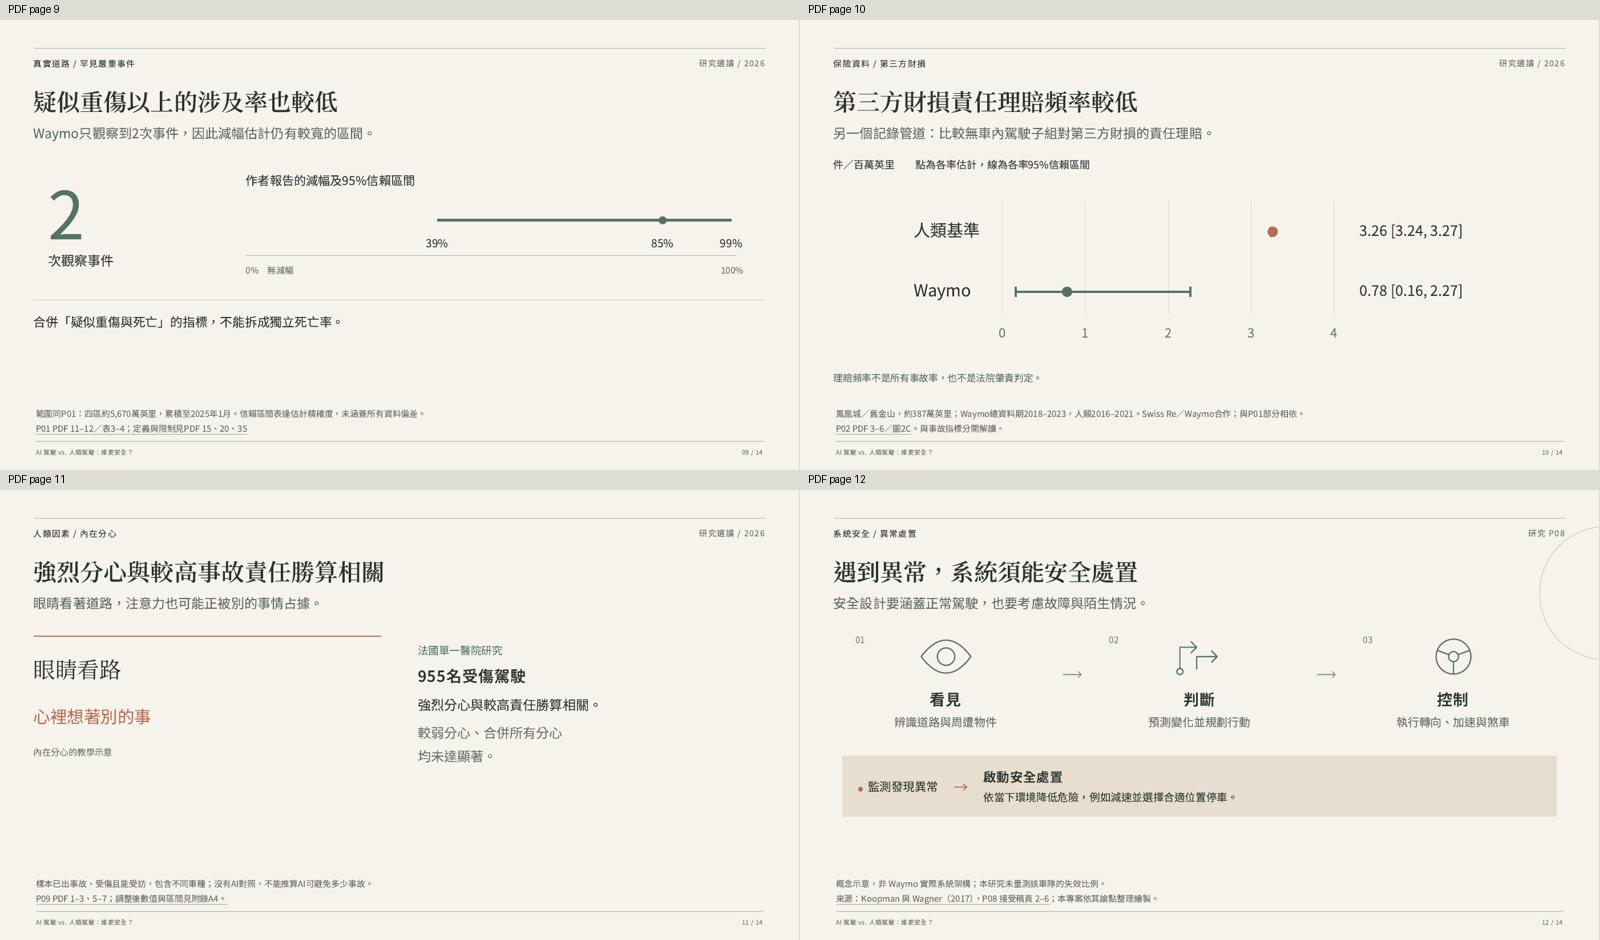 PDF page 9
真實道路 / 罕見嚴重事件
研究選讀 / 2026
疑似重傷以上的涉及率也較低
Waymo只觀察到2次事件，因此減幅估計仍有較寬的區間。
2
次觀察事件
作者報告的減幅及95%信賴區間
39%
85%
99%
0% 無減幅
100%
合併「疑似重傷與死亡」的指標，不能拆成獨立死亡率。
範圍同P01：四區約5,670萬英里，累積至2025年1月。信賴區間表達估計精確度，未涵蓋所有資料偏差。
P01 PDF 11–12／表3–4；定義與限制見PDF 15、20、35
AI 駕駛 vs. 人類駕駛：誰更安全？
09 / 14
PDF page 10
保險資料 / 第三方財損
研究選讀 / 2026
第三方財損責任理賠頻率較低
另一個記錄管道：比較無車內駕駛子組對第三方財損的責任理賠。
件／百萬英里 點為各率估計，線為各率95%信賴區間
人類基準
3.26 [3.24, 3.27]
Waymo
0.78 [0.16, 2.27]
0 1 2 3 4
理賠頻率不是所有事故率，也不是法院肇責判定。
鳳凰城／舊金山，約387萬英里；Waymo總資料期2018–2023，人類2016–2021。Swiss Re／Waymo合作；與P01部分相依。
P02 PDF 3–6／圖2C。與事故指標分開解讀。
AI 駕駛 vs. 人類駕駛：誰更安全？
10 / 14
PDF page 11
人類因素 / 內在分心
研究選讀 / 2026
強烈分心與較高事故責任勝算相關
眼睛看著道路，注意力也可能正被別的事情占據。
眼睛看路
心裡想著別的事
內在分心的教學示意
法國單一醫院研究
955名受傷駕駛
強烈分心與較高責任勝算相關。
較弱分心、合併所有分心
均未達顯著。
樣本已出事故、受傷且能受訪，包含不同車種；沒有AI對照，不能推算AI可避免多少事故。
P09 PDF 1–3、5–7；調整後數值與區間見附錄A4。
AI 駕駛 vs. 人類駕駛：誰更安全？
11 / 14
PDF page 12
系統安全 / 異常處置
研究 P08
遇到異常，系統須能安全處置
安全設計要涵蓋正常駕駛，也要考慮故障與陌生情況。
01
看見
辨識道路與周遭物件
→
02
判斷
預測變化並規劃行動
→
03
控制
執行轉向、加速與煞車
監測發現異常
→
啟動安全處置
依當下環境降低危險，例如減速並選擇合適位置停車。
概念示意，非 Waymo 實際系統架構；本研究未量測該車隊的失效比例。
來源：Koopman 與 Wagner（2017），P08 接受稿頁 2–6；本專案依其論點整理繪製。
AI 駕駛 vs. 人類駕駛：誰更安全？
12 / 14